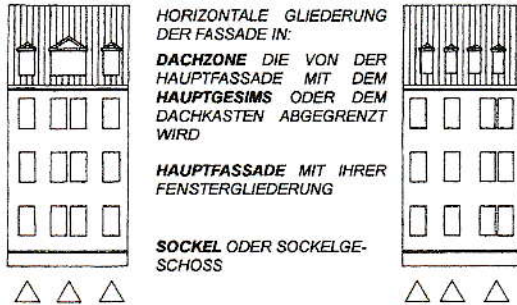 HORIZONTALE GLIEDERUNG
DER FASSADE IN:
DACHZONE DIE VON DER
HAUPTFASSADE MIT DEM
HAUPTGESIMS ODER DEM
DACHKASTEN ABGEGRENZT
WIRD
HAUPTFASSADE MIT IHRER
FENSTERGLIEDERUNG
SOCKEL ODER SOCKELGE-
SCHOSS